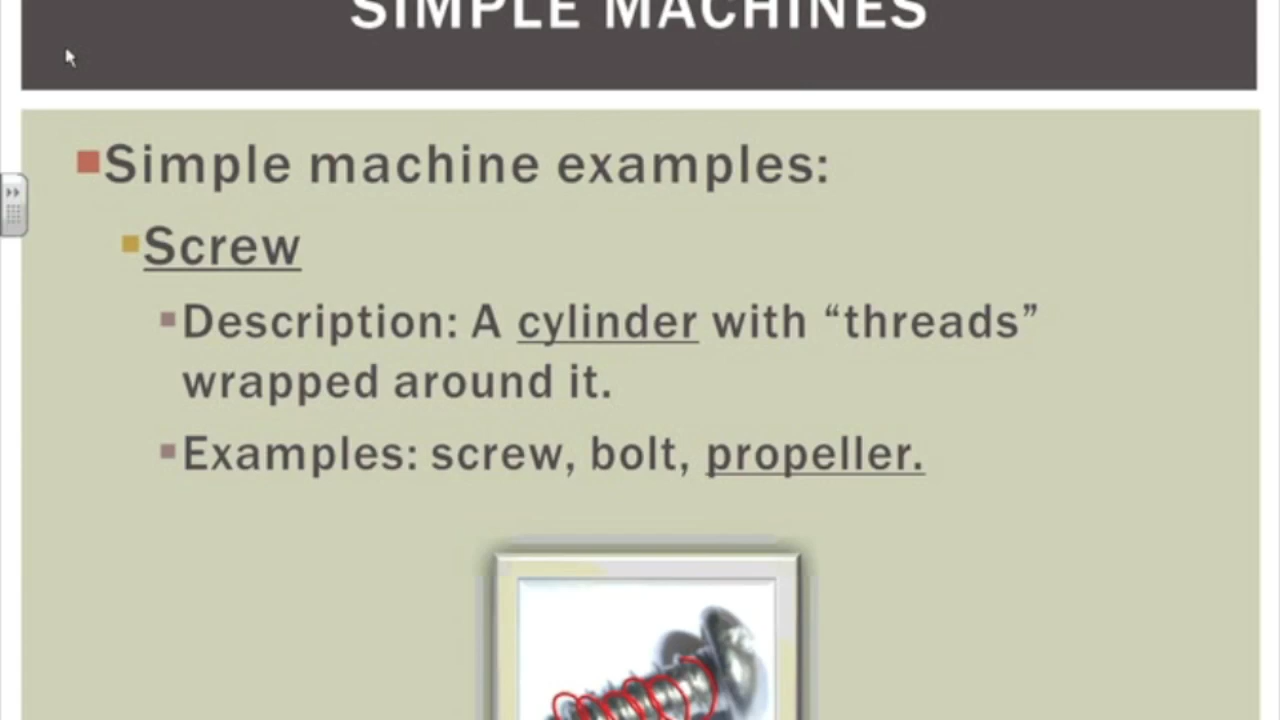 SIMPLE MACHINES
Simple machine examples:
Screw
Description: A cylinder with “threads”
wrapped around it.
Examples: screw, bolt, propeller.